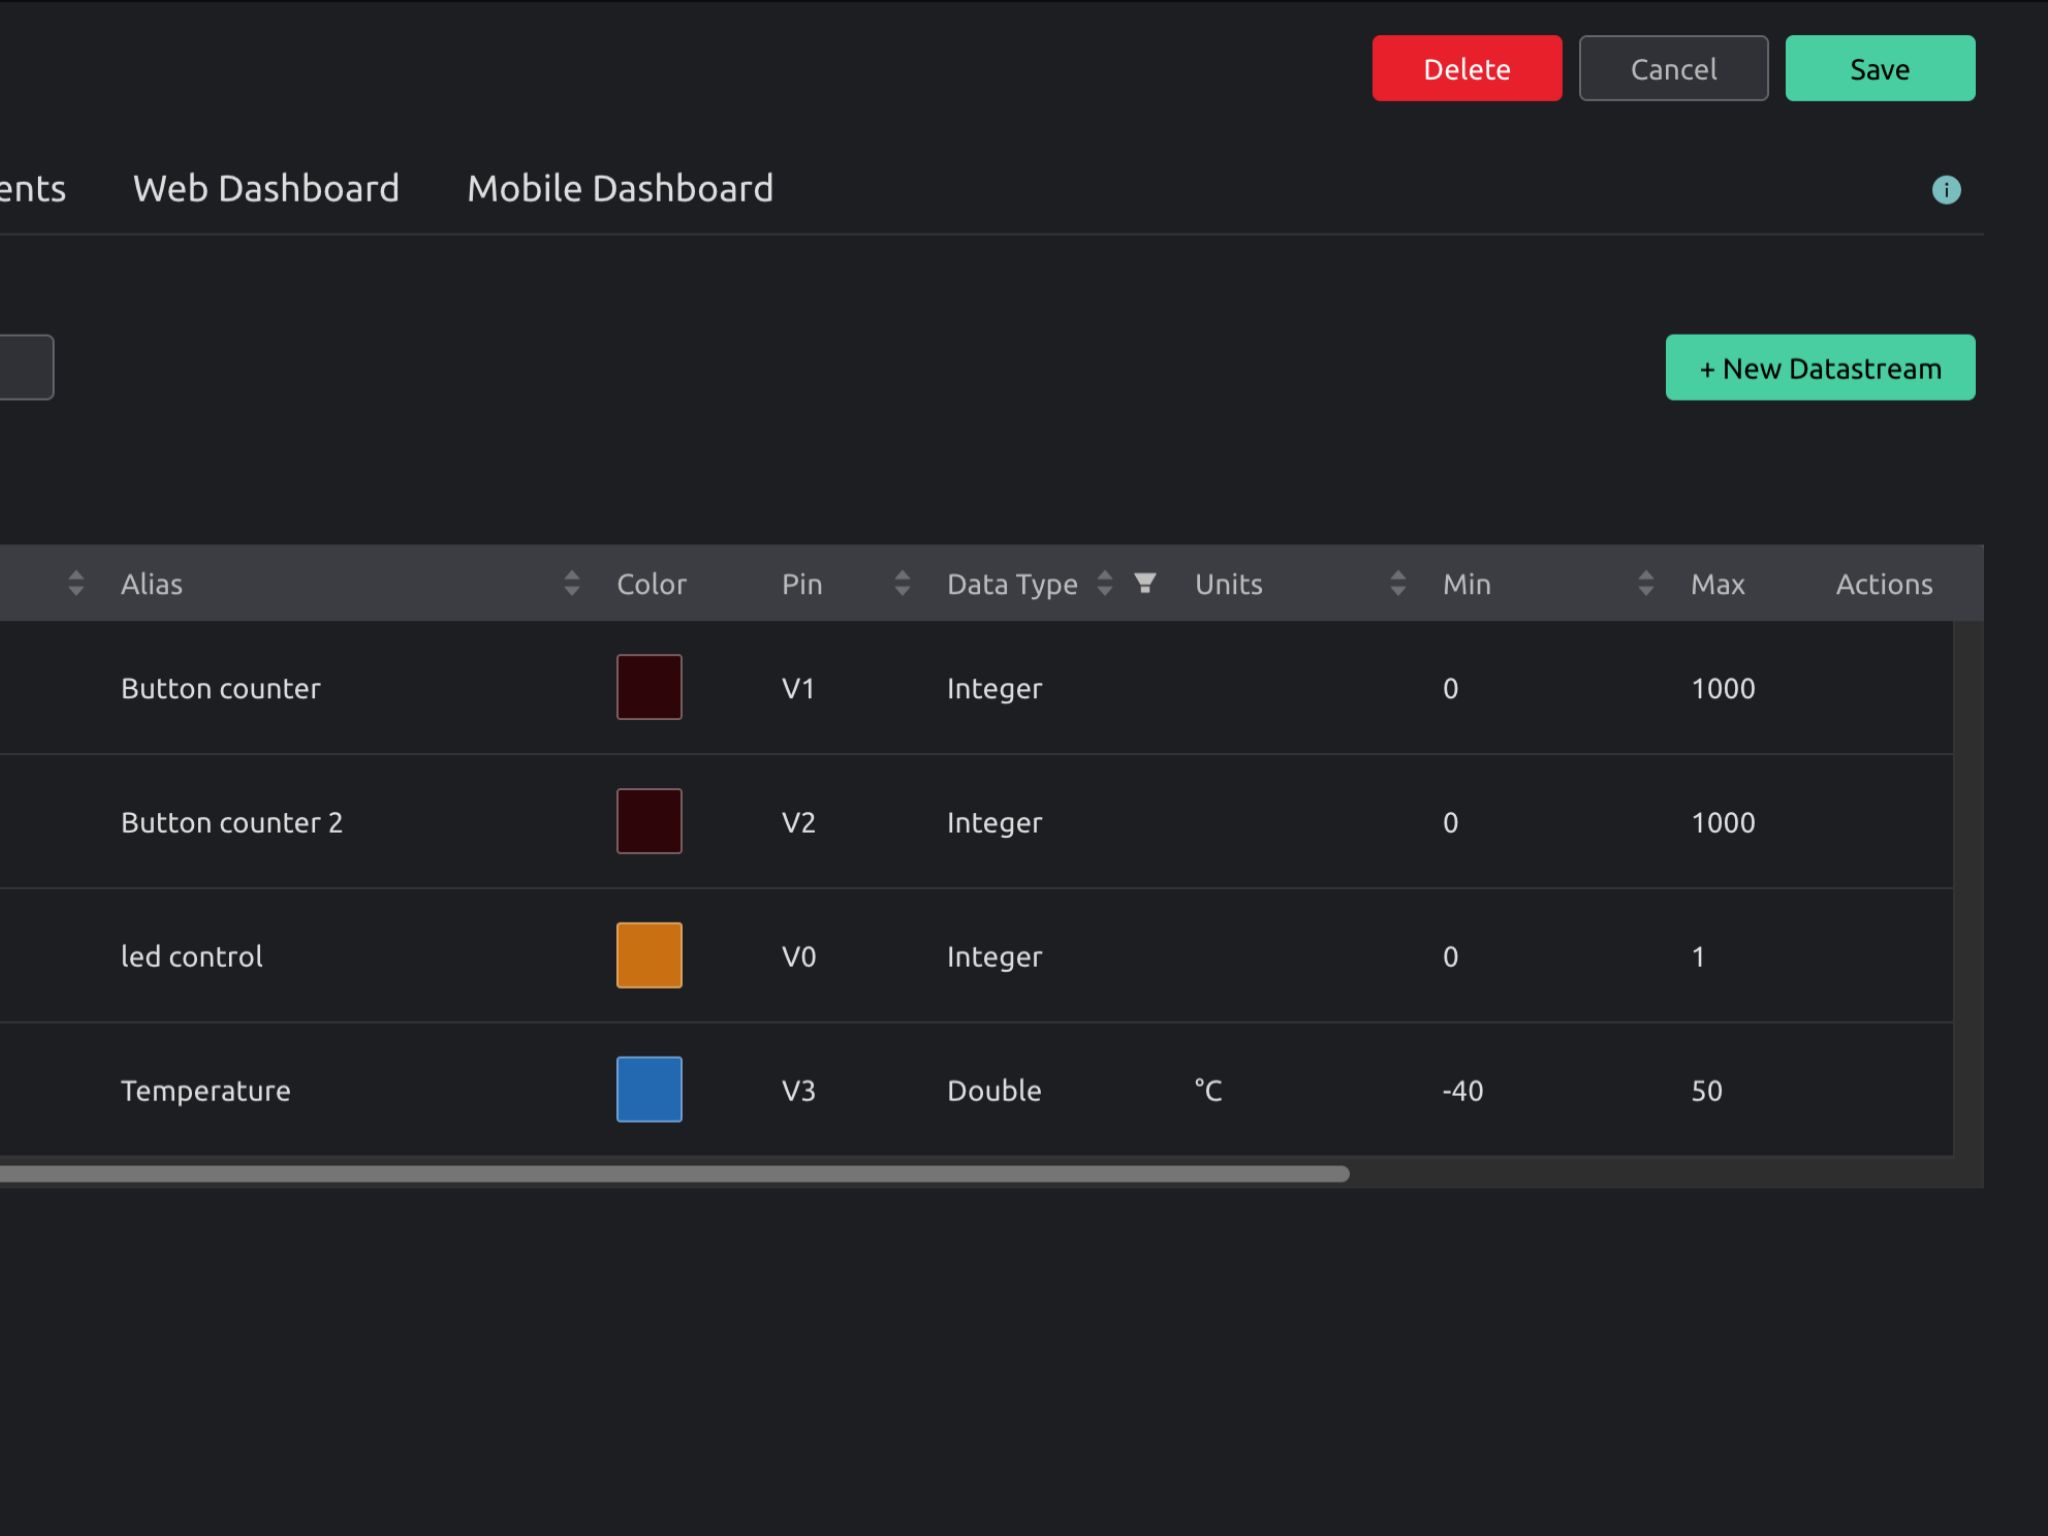 Delete Cancel Save
ents Web Dashboard Mobile Dashboard i
+ New Datastream
Alias Color Pin Data Type Units Min Max Actions
Button counter V1 Integer 0 1000
Button counter 2 V2 Integer 0 1000
led control V0 Integer 0 1
Temperature V3 Double °C -40 50